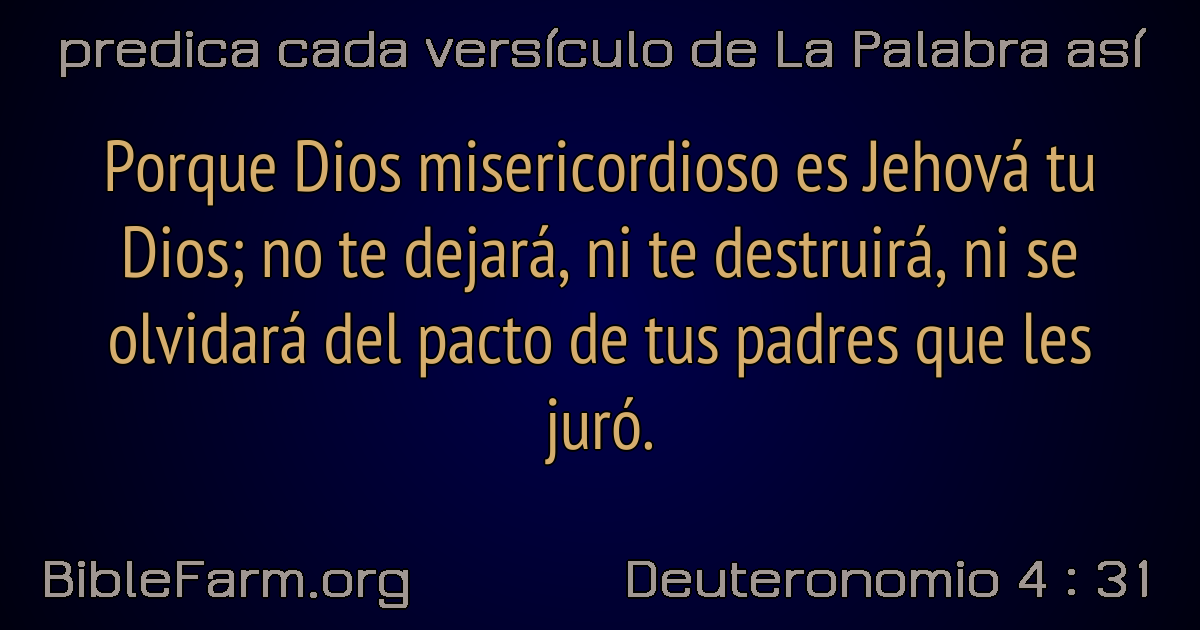 predica cada versículo de La Palabra así
Porque Dios misericordioso es Jehová tu
Dios; no te dejará, ni te destruirá, ni se
olvidará del pacto de tus padres que les
juró.
BibleFarm.org
Deuteronomio 4 : 31